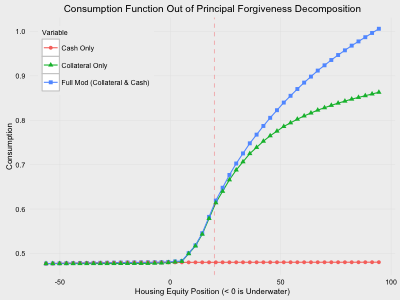 Consumption Function Out of Principal Forgiveness Decomposition
Variable
Cash Only
Collateral Only
Full Mod (Collateral & Cash)
Consumption
1.0
0.9
0.8
0.7
0.6
0.5
-50
0
50
100
Housing Equity Position (< 0 is Underwater)